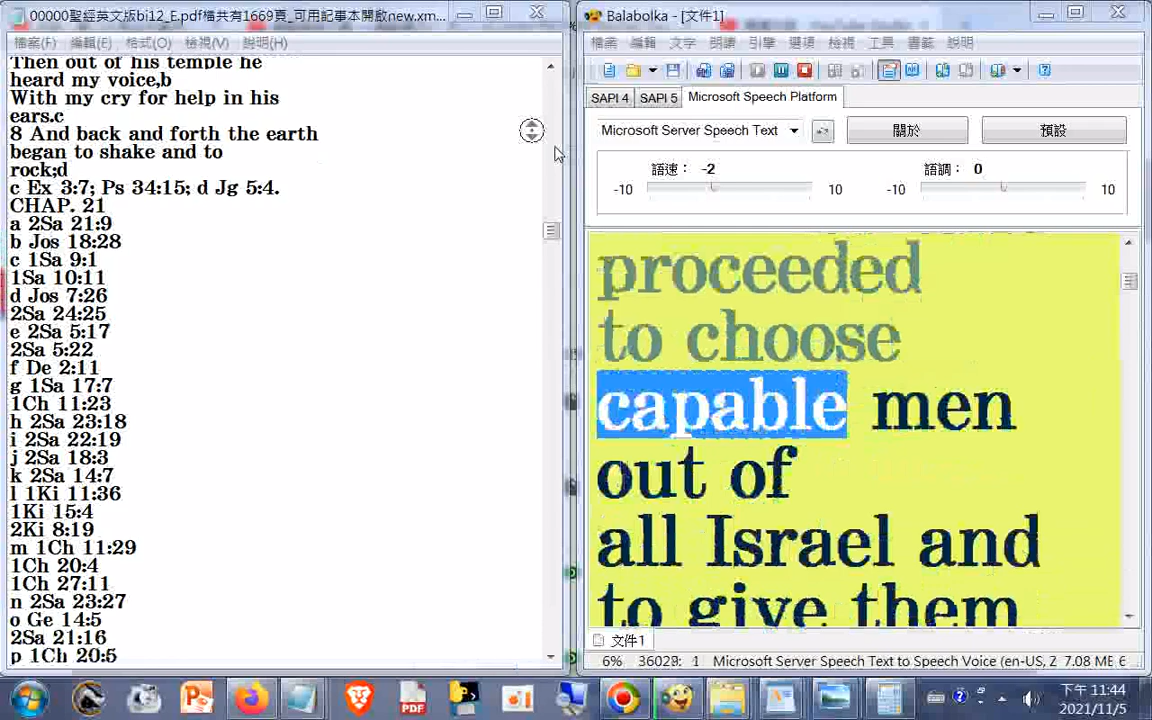 00000聖經英文版bi12_E.pdf檔共有1669頁_可用記事本開啟new.xm...
檔案(F) 編輯(E) 格式(O) 檢視(V) 說明(H)
Then out of his temple he
heard my voice,b
With my cry for help in his
ears.c
8 And back and forth the earth
began to shake and to
rock;d
c Ex 3:7; Ps 34:15; d Jg 5:4.
CHAP. 21
a 2Sa 21:9
b Jos 18:28
c 1Sa 9:1
1Sa 10:11
d Jos 7:26
2Sa 24:25
e 2Sa 5:17
2Sa 5:22
f De 2:11
g 1Sa 17:7
1Ch 11:23
h 2Sa 23:18
i 2Sa 22:19
j 2Sa 18:3
k 2Sa 14:7
l 1Ki 11:36
1Ki 15:4
2Ki 8:19
m 1Ch 11:29
1Ch 20:4
1Ch 27:11
n 2Sa 23:27
o Ge 14:5
2Sa 21:16
p 1Ch 20:5
Balabolka - [文件1]
檔案 編輯 文字 朗讀 引擎 選項 檢視 工具 書籤 說明
SAPI 4 SAPI 5 Microsoft Speech Platform
Microsoft Server Speech Text 關於 預設
語速: -2 語調: 0
-10 10 -10 10
proceeded
to choose
capable men
out of
all Israel and
to give them
文件1
6% 36023: 1 Microsoft Server Speech Text to Speech Voice (en-US, Z 7.08 MB 6
PDF
下午 11:44
2021/11/5